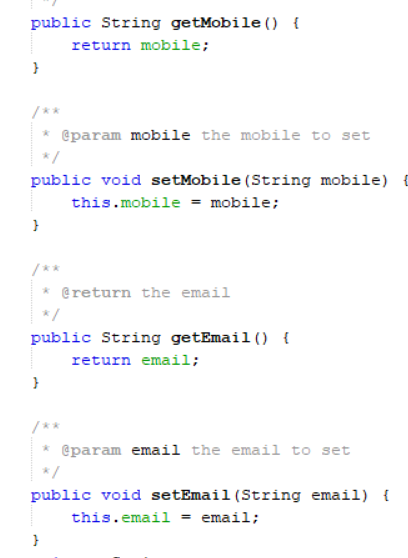 */
public String getMobile() {
return mobile;
}
/**
* @param mobile the mobile to set
*/
public void setMobile(String mobile) {
this.mobile = mobile;
}
/**
* @return the email
*/
public String getEmail() {
return email;
}
/**
* @param email the email to set
*/
public void setEmail(String email) {
this.email = email;
}